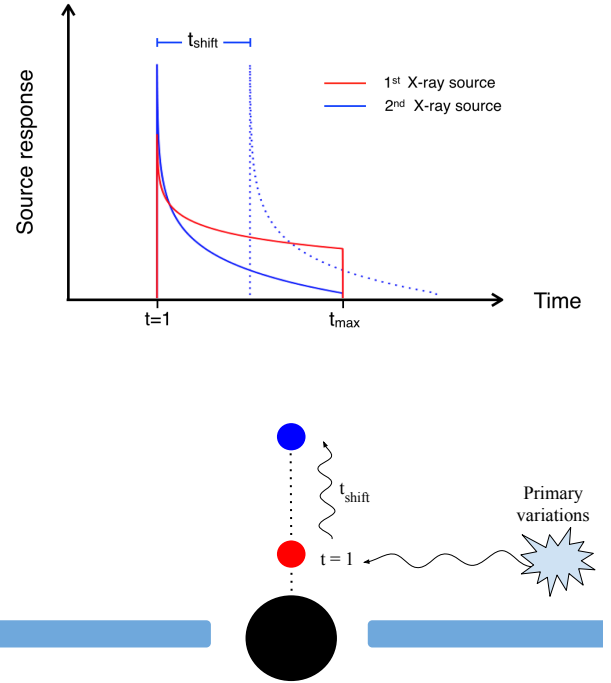 tshift
1st X-ray source
2nd X-ray source
Source response
Time
t=1
tmax
Primary
variations
tshift
t = 1